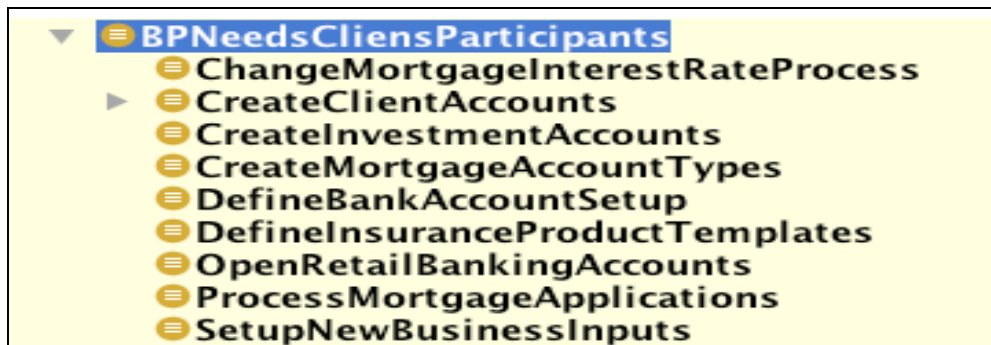 BPNeedsCliensParticipants
ChangeMortgageInterestRateProcess
CreateClientAccounts
CreateInvestmentAccounts
CreateMortgageAccountTypes
DefineBankAccountSetup
DefineInsuranceProductTemplates
OpenRetailBankingAccounts
ProcessMortgageApplications
SetupNewBusinessInputs